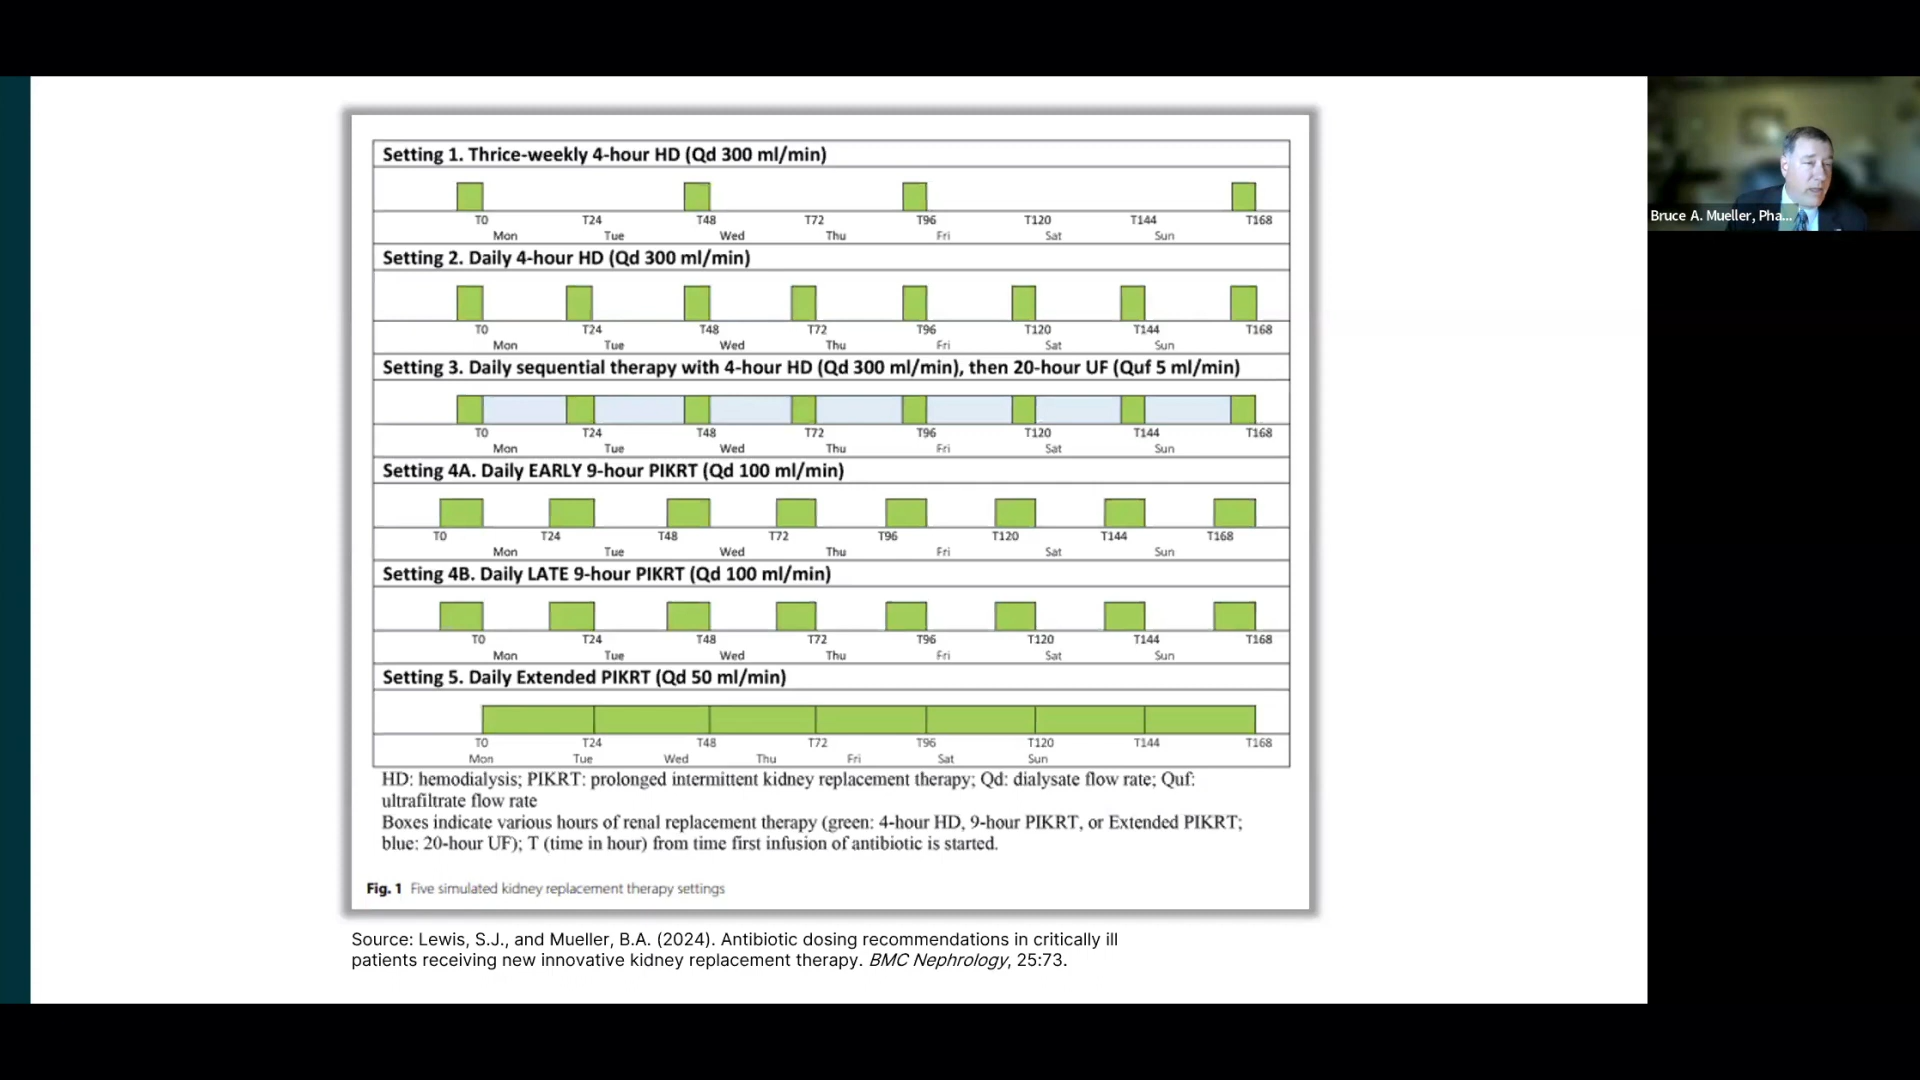 Setting 1. Thrice-weekly 4-hour HD (Qd 300 ml/min)
T0 T24 T48 T72 T96 T120 T144 T168
Mon Tue Wed Thu Fri Sat Sun
Setting 2. Daily 4-hour HD (Qd 300 ml/min)
T0 T24 T48 T72 T96 T120 T144 T168
Mon Tue Wed Thu Fri Sat Sun
Setting 3. Daily sequential therapy with 4-hour HD (Qd 300 ml/min), then 20-hour UF (Quf 5 ml/min)
T0 T24 T48 T72 T96 T120 T144 T168
Mon Tue Wed Thu Fri Sat Sun
Setting 4A. Daily EARLY 9-hour PIKRT (Qd 100 ml/min)
T0 T24 T48 T72 T96 T120 T144 T168
Mon Tue Wed Thu Fri Sat Sun
Setting 4B. Daily LATE 9-hour PIKRT (Qd 100 ml/min)
T0 T24 T48 T72 T96 T120 T144 T168
Mon Tue Wed Thu Fri Sat Sun
Setting 5. Daily Extended PIKRT (Qd 50 ml/min)
T0 T24 T48 T72 T96 T120 T144 T168
Mon Tue Wed Thu Fri Sat Sun
HD: hemodialysis; PIKRT: prolonged intermittent kidney replacement therapy; Qd: dialysate flow rate; Quf:
ultrafiltrate flow rate
Boxes indicate various hours of renal replacement therapy (green: 4-hour HD, 9-hour PIKRT, or Extended PIKRT;
blue: 20-hour UF); T (time in hour) from time first infusion of antibiotic is started.
Fig. 1 Five simulated kidney replacement therapy settings
Source: Lewis, S.J., and Mueller, B.A. (2024). Antibiotic dosing recommendations in critically ill
patients receiving new innovative kidney replacement therapy. BMC Nephrology, 25:73.
Bruce A. Mueller, Pha...